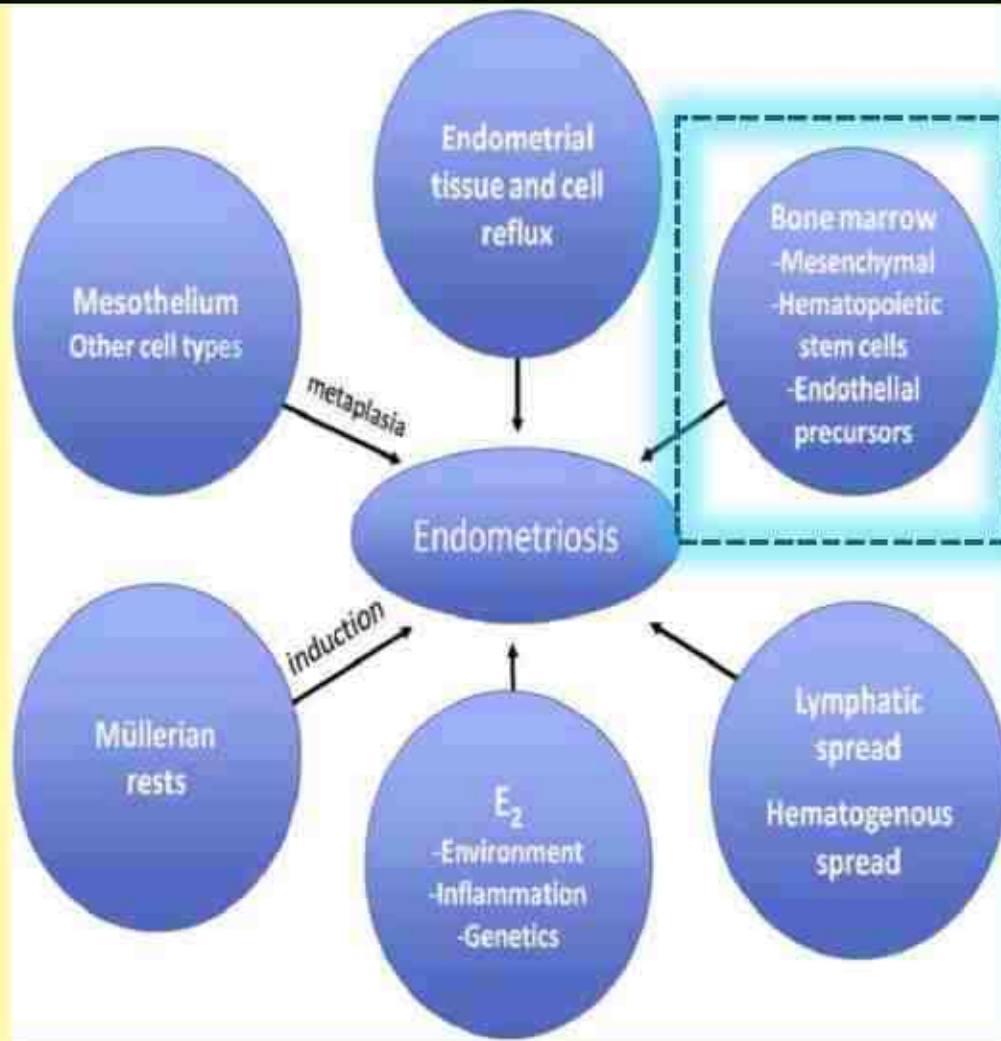 Endometrial
tissue and cell
reflux
Mesothelium
Other cell types
Bone marrow
-Mesenchymal
-Hematopoietic
stem cells
-Endothelial
precursors
metaplasia
Endometriosis
induction
Müllerian
rests
E₂
-Environment
-Inflammation
-Genetics
Lymphatic
spread
Hematogenous
spread